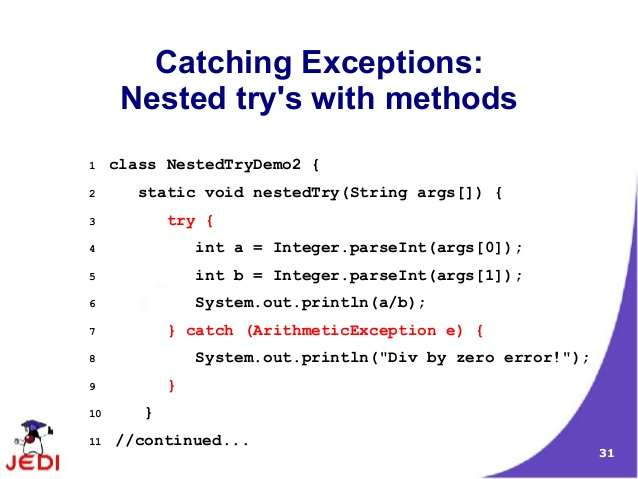 Catching Exceptions:
Nested try's with methods
1 class NestedTryDemo2 {
2 static void nestedTry(String args[]) {
3 try {
4 int a = Integer.parseInt(args[0]);
5 int b = Integer.parseInt(args[1]);
6 System.out.println(a/b);
7 } catch (ArithmeticException e) {
8 System.out.println("Div by zero error!");
9 }
10 }
11 //continued...
JEDI
31